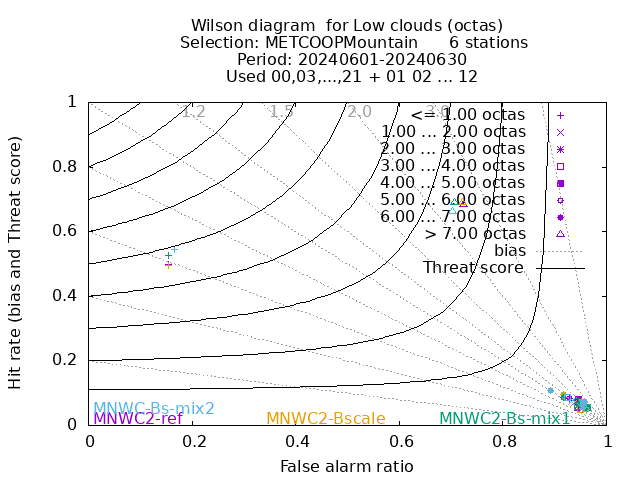 Wilson diagram  for Low clouds (octas)
Selection: METCOOPMountain      6 stations
Period: 20240601-20240630
Used 00,03,...,21 + 01 02 ... 12
1.2 1.5 2.0 3.0
<= 1.00 octas
1.00 ... 2.00 octas
2.00 ... 3.00 octas
3.00 ... 4.00 octas
4.00 ... 5.00 octas
5.00 ... 6.00 octas
6.00 ... 7.00 octas
> 7.00 octas
bias
Threat score
Hit rate (bias and Threat score)
1
0.8
0.6
0.4
0.2
0
MNWC-Bs-mix2
MNWC2-ref MNWC2-Bscale MNWC2-Bs-mix1
0 0.2 0.4 0.6 0.8 1
False alarm ratio